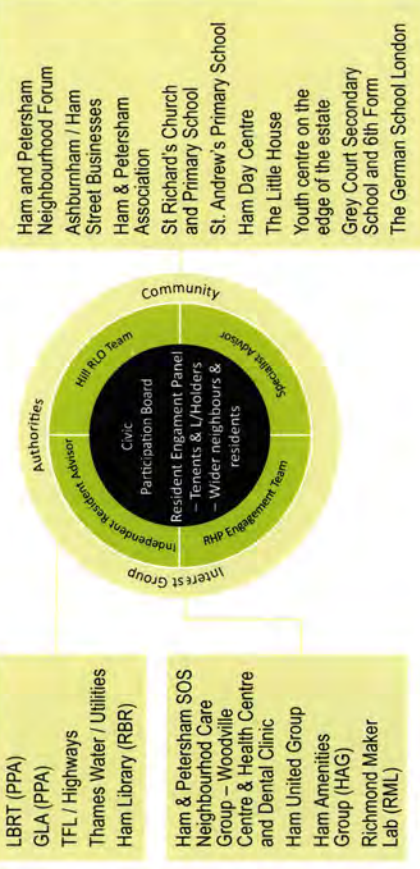 LBRT (PPA)
GLA (PPA)
TFL / Highways
Thames Water / Utilities
Ham Library (RBR)
Ham & Petersham SOS
Neighbourhod Care
Group – Woodville
Centre & Health Centre
and Dental Clinic
Ham United Group
Ham Amenities
Group (HAG)
Richmond Maker
Lab (RML)
Authorities
Community
Interest Group
Independent Resident Advisor
Hill RLO Team
Specialist Advisor
RHP Engagement Team
Civic
Participation Board
Resident Engament Panel
– Tenents & L/Holders
– Wider neighbours &
residents
Ham and Petersham
Neighbourhood Forum
Ashburnham / Ham
Street Businesses
Ham & Petersham
Association
St Richard's Church
and Primary School
St. Andrew's Primary School
Ham Day Centre
The Little House
Youth centre on the
edge of the estate
Grey Court Secondary
School and 6th Form
The German School London